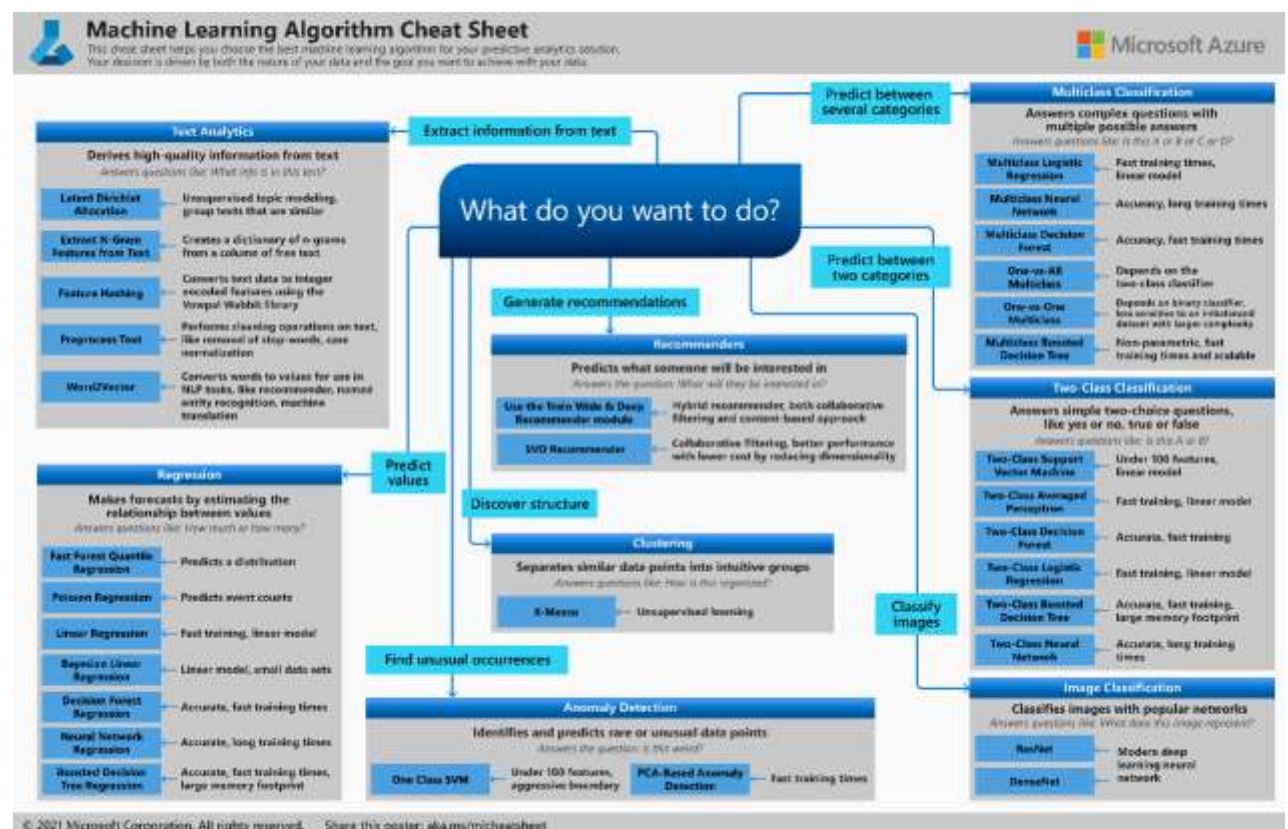 Machine Learning Algorithm Cheat Sheet
This cheat sheet helps you choose the best machine learning algorithm for your predictive analytics solution.
Your decision is driven by both the nature of your data and the goal you want to achieve with your data.
Microsoft Azure
What do you want to do?
Extract information from text
Text Analytics
Derives high-quality information from text
Answers questions like: What info is in this text?
Latent Dirichlet
Allocation
Unsupervised topic modeling,
group texts that are similar
Extract N-Gram
Features from Text
Creates a dictionary of n-grams
from a column of free text
Feature Hashing
Converts text data to integer
encoded features using the
Vowpal Wabbit library
Preprocess Text
Performs cleaning operations on text,
like removal of stop-words, case
normalization
Word2Vector
Converts words to values for use in
NLP tasks, like recommender, named
entity recognition, machine
translation
Predict
values
Regression
Makes forecasts by estimating the
relationship between values
Answers questions like: How much or how many?
Fast Forest Quantile
Regression
Predicts a distribution
Poisson Regression
Predicts event counts
Linear Regression
Fast training, linear model
Bayesian Linear
Regression
Linear model, small data sets
Decision Forest
Regression
Accurate, fast training times
Neural Network
Regression
Accurate, long training times
Boosted Decision
Tree Regression
Accurate, fast training times,
large memory footprint
Generate recommendations
Recommenders
Predicts what someone will be interested in
Answers the question: What will they be interested in?
Use the Train Wide & Deep
Recommender module
Hybrid recommender, both collaborative
filtering and content-based approach
SVD Recommender
Collaborative filtering, better performance
with lower cost by reducing dimensionality
Discover structure
Clustering
Separates similar data points into intuitive groups
Answers questions like: How is this organized?
K-Means
Unsupervised learning
Find unusual occurrences
Anomaly Detection
Identifies and predicts rare or unusual data points
Answers the question: Is this weird?
One Class SVM
Under 100 features,
aggressive boundary
PCA-Based Anomaly
Detection
Fast training times
Predict between
several categories
Multiclass Classification
Answers complex questions with
multiple possible answers
Answers questions like: Is this A or B or C or D?
Multiclass Logistic
Regression
Fast training times,
linear model
Multiclass Neural
Network
Accuracy, long training times
Multiclass Decision
Forest
Accuracy, fast training times
One-vs-All
Multiclass
Depends on the
two-class classifier
One-vs-One
Multiclass
Depends on binary classifier,
less sensitive to an imbalanced
dataset with larger complexity
Multiclass Boosted
Decision Tree
Non-parametric, fast
training times and scalable
Predict between
two categories
Two-Class Classification
Answers simple two-choice questions,
like yes or no, true or false
Answers questions like: Is this A or B?
Two-Class Support
Vector Machine
Under 100 features,
linear model
Two-Class Averaged
Perceptron
Fast training, linear model
Two-Class Decision
Forest
Accurate, fast training
Two-Class Logistic
Regression
Fast training, linear model
Two-Class Boosted
Decision Tree
Accurate, fast training,
large memory footprint
Two-Class Neural
Network
Accurate, long training
times
Classify
images
Image Classification
Classifies images with popular networks
Answers questions like: What does this image represent?
ResNet
DenseNet
Modern deep
learning neural
network
© 2021 Microsoft Corporation. All rights reserved. Share this poster: aka.ms/mlcheatsheet